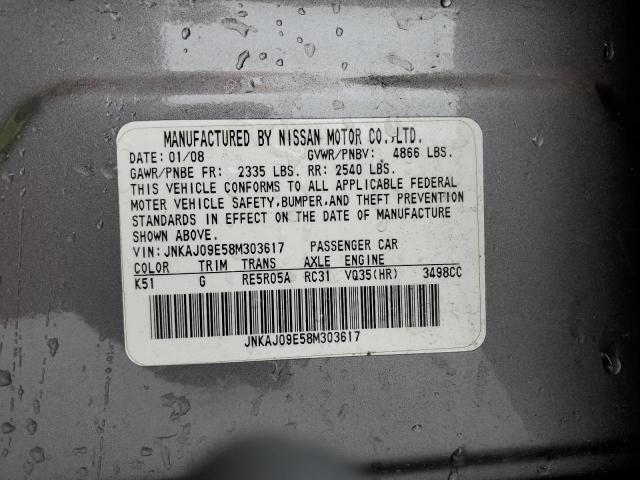 MANUFACTURED BY NISSAN MOTOR CO.,LTD.
DATE: 01/08 GVWR/PNBV: 4866 LBS.
GAWR/PNBE FR: 2335 LBS. RR: 2540 LBS.
THIS VEHICLE CONFORMS TO ALL APPLICABLE FEDERAL
MOTOR VEHICLE SAFETY,BUMPER,AND THEFT PREVENTION
STANDARDS IN EFFECT ON THE DATE OF MANUFACTURE
SHOWN ABOVE.
VIN:JNKAJ09E58M303617 PASSENGER CAR
COLOR TRIM TRANS AXLE ENGINE
K51 G RE5R05A RC31 VQ35(HR) 3498CC
JNKAJ09E58M303617